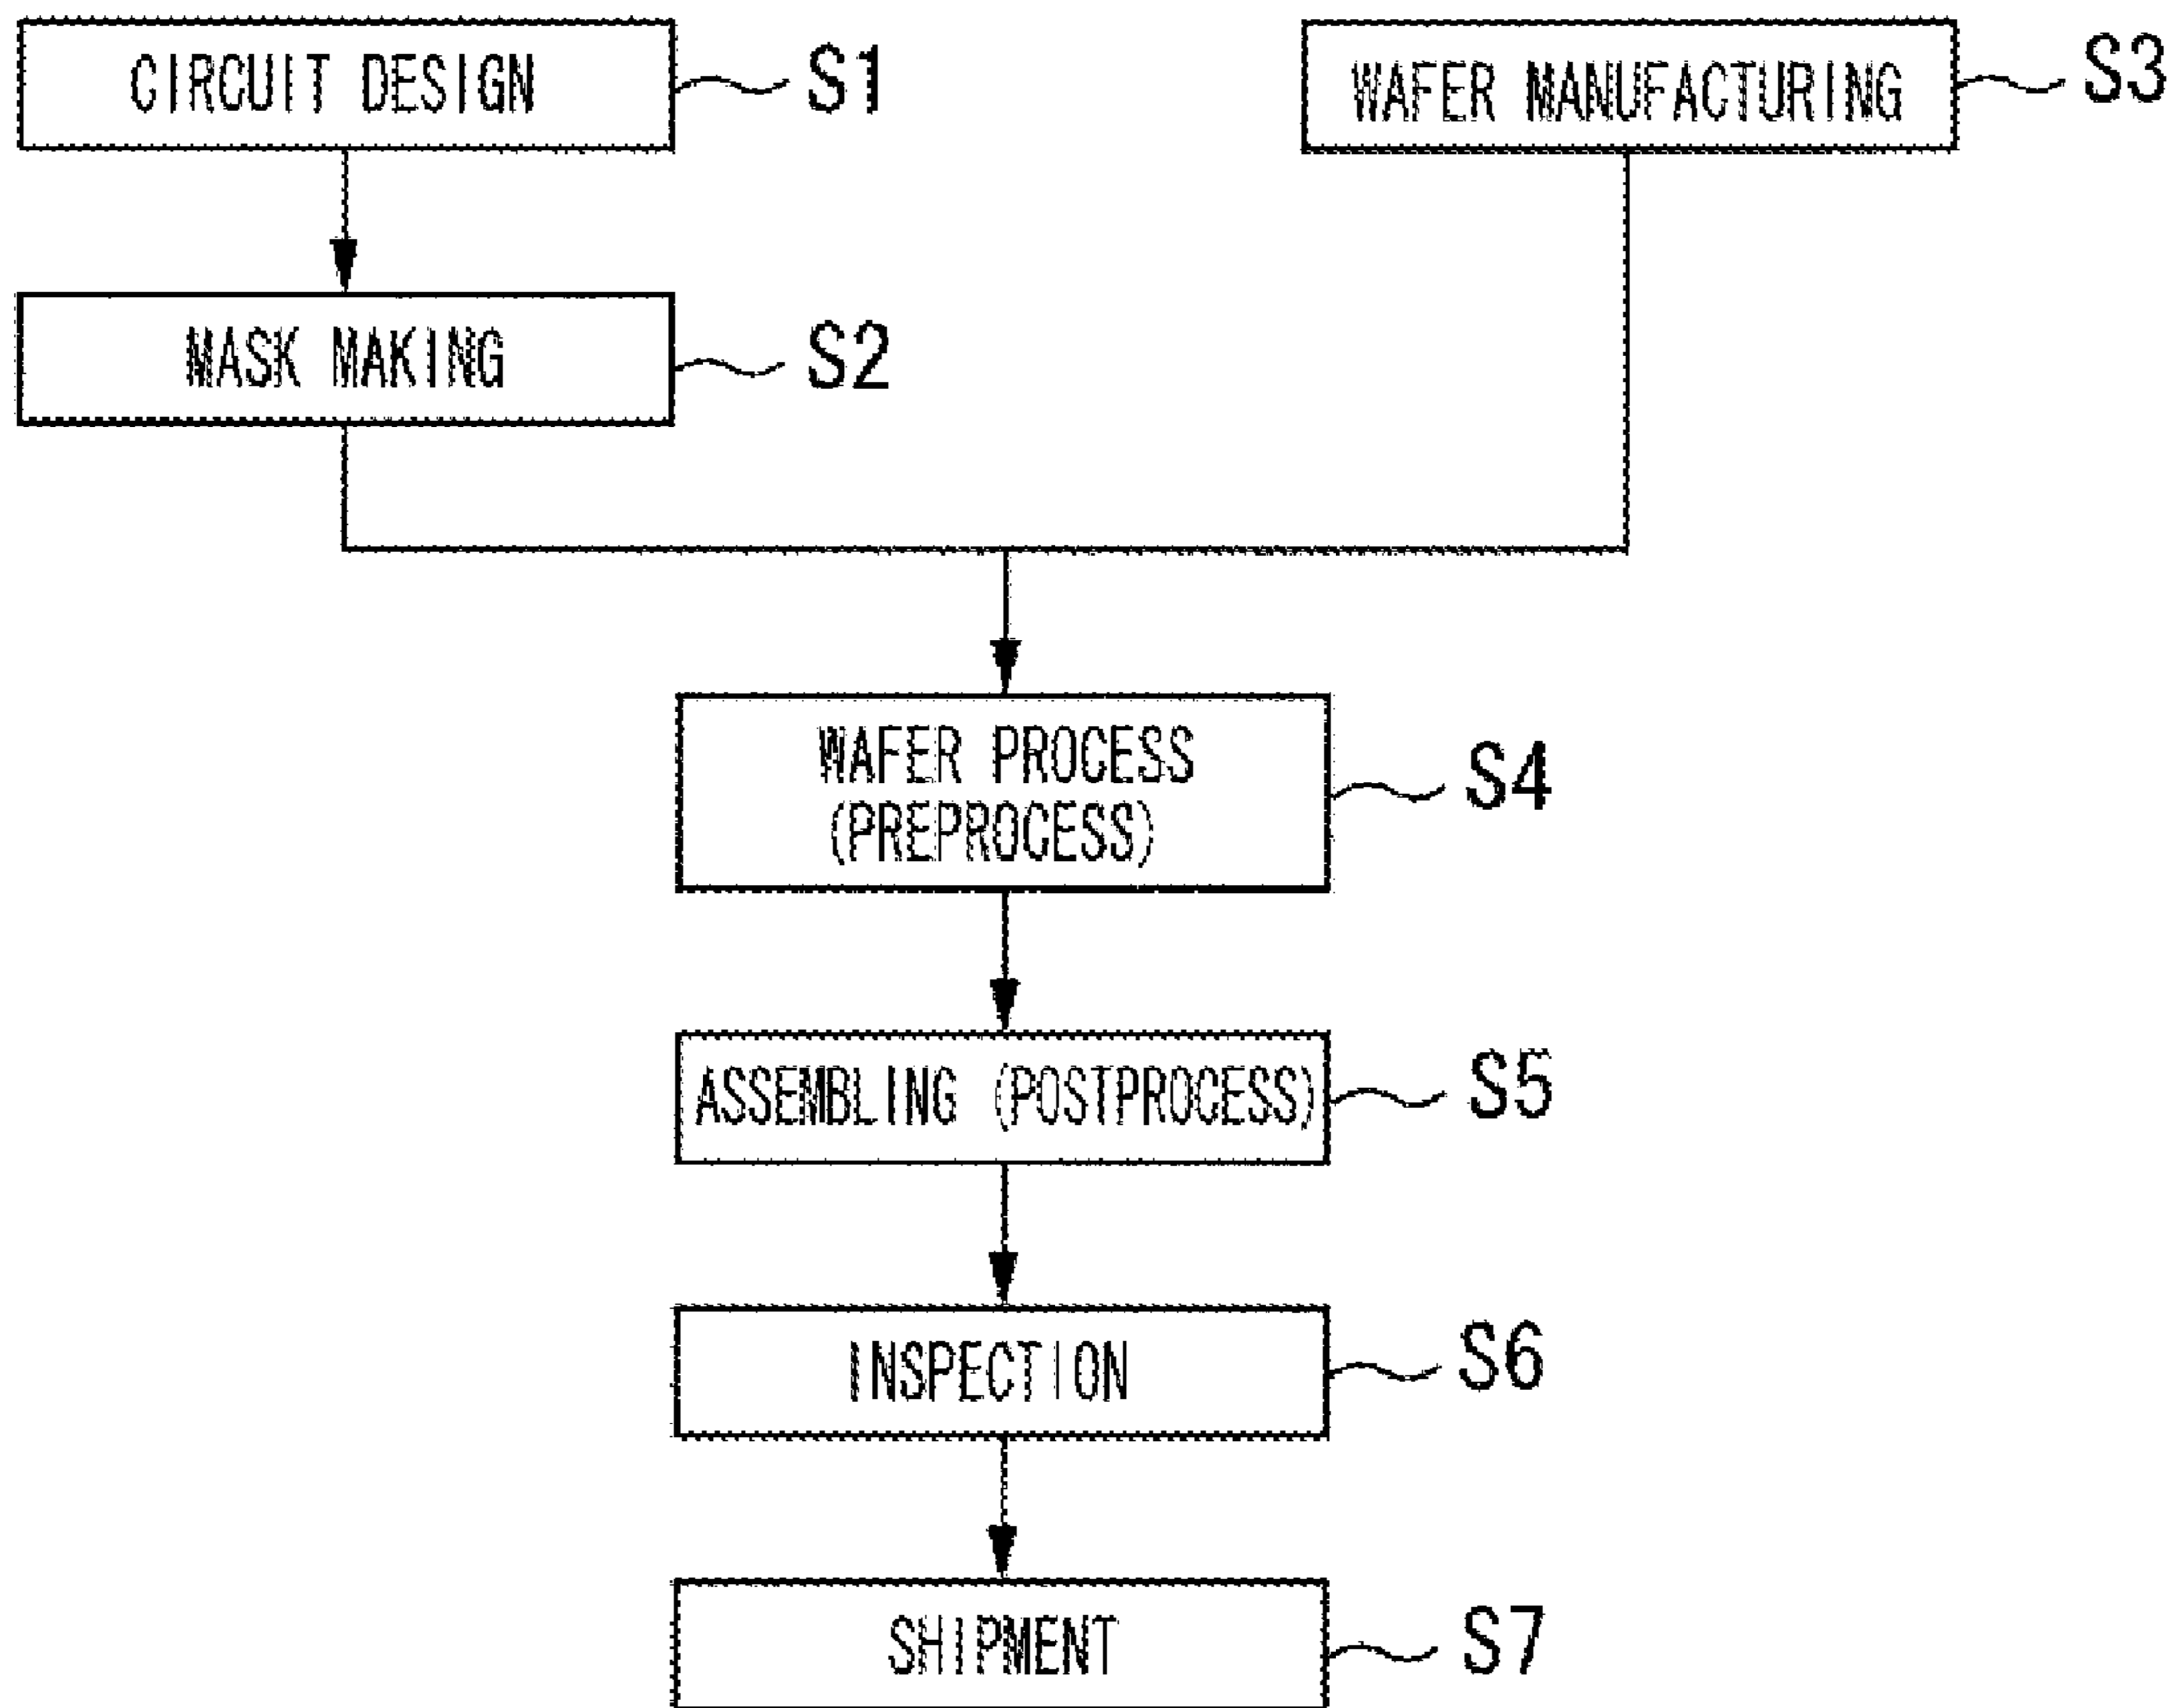 CIRCUIT DESIGN S1
WAFER MANUFACTURING S3
MASK MAKING S2
WAFER PROCESS
(PREPROCESS)
S4
ASSEMBLING (POSTPROCESS) S5
INSPECTION S6
SHIPMENT S7